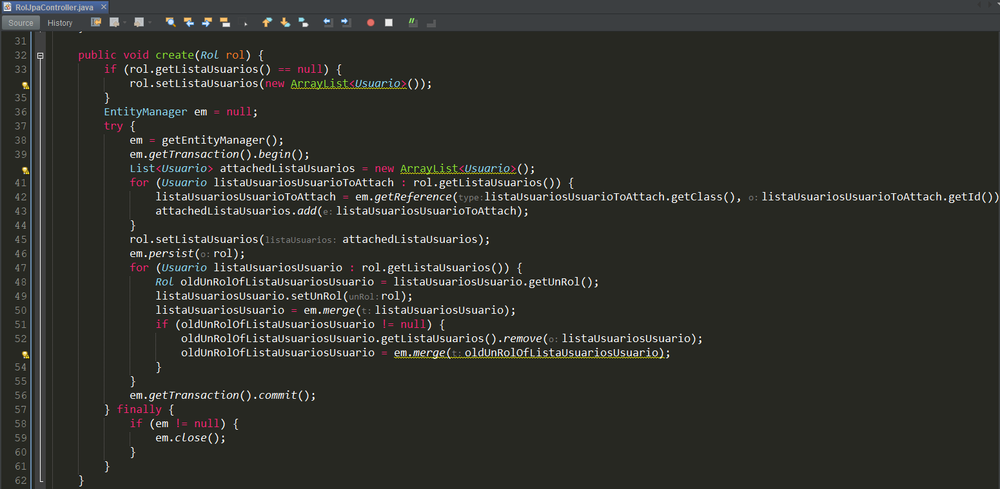 RolJpaController.java
Source History
31
32 public void create(Rol rol) {
33 if (rol.getListaUsuarios() == null) {
rol.setListaUsuarios(new ArrayList<Usuario>());
35 }
36 EntityManager em = null;
37 try {
38 em = getEntityManager();
39 em.getTransaction().begin();
List<Usuario> attachedListaUsuarios = new ArrayList<Usuario>();
41 for (Usuario listaUsuariosUsuarioToAttach : rol.getListaUsuarios()) {
42 listaUsuariosUsuarioToAttach = em.getReference(type: listaUsuariosUsuarioToAttach.getClass(), o: listaUsuariosUsuarioToAttach.getId())
43 attachedListaUsuarios.add(e: listaUsuariosUsuarioToAttach);
44 }
45 rol.setListaUsuarios(listaUsuarios: attachedListaUsuarios);
46 em.persist(o: rol);
47 for (Usuario listaUsuariosUsuario : rol.getListaUsuarios()) {
48 Rol oldUnRolOfListaUsuariosUsuario = listaUsuariosUsuario.getUnRol();
49 listaUsuariosUsuario.setUnRol(unRol: rol);
50 listaUsuariosUsuario = em.merge(t: listaUsuariosUsuario);
51 if (oldUnRolOfListaUsuariosUsuario != null) {
52 oldUnRolOfListaUsuariosUsuario.getListaUsuarios().remove(o: listaUsuariosUsuario);
oldUnRolOfListaUsuariosUsuario = em.merge(t: oldUnRolOfListaUsuariosUsuario);
54 }
55 }
56 em.getTransaction().commit();
57 } finally {
58 if (em != null) {
59 em.close();
60 }
61 }
62 }